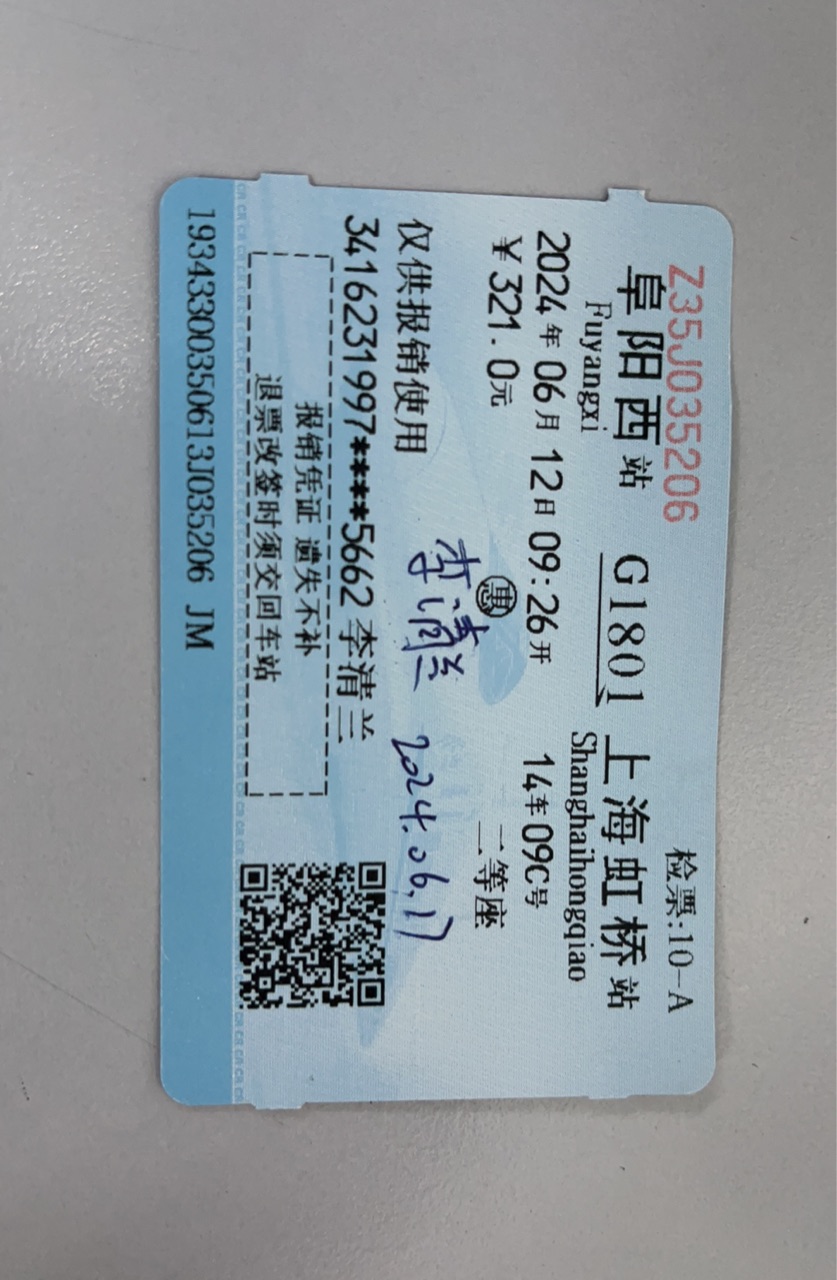 Z35J035206 检票:10-A
阜阳西站 G1801 上海虹桥站
Fuyangxi Shanghaihongqiao
2024年06月12日09:26开 14车09C号
￥321.0元 惠 二等座
仅供报销使用
李清兰 2024.06.17
3416231997****5662 李清兰
报销凭证 遗失不补
退票改签时须交回车站
19343300350613J035206 JM